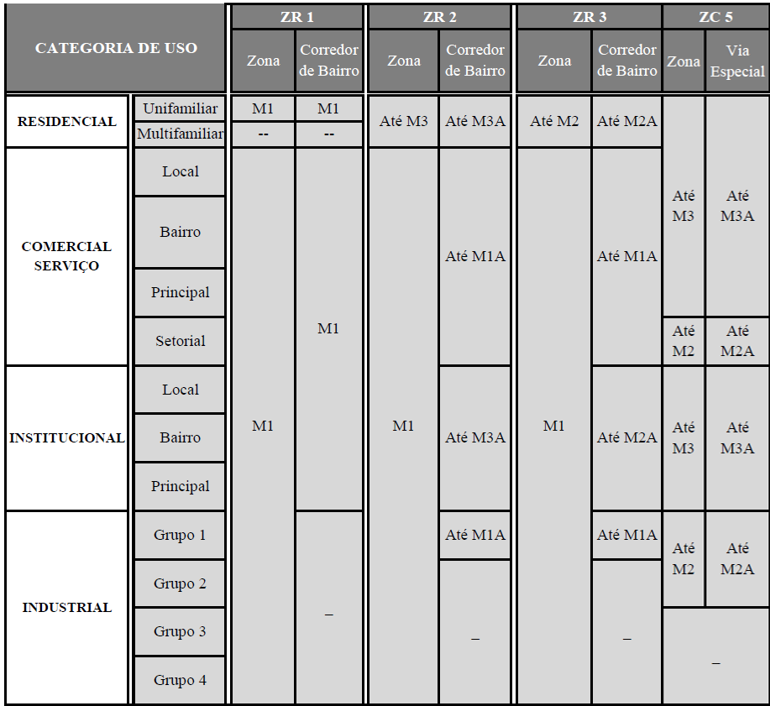 CATEGORIA DE USO
ZR 1
ZR 2
ZR 3
ZC 5
Zona
Corredor
de Bairro
Zona
Corredor
de Bairro
Zona
Corredor
de Bairro
Zona
Via
Especial
RESIDENCIAL
Unifamiliar
M1
M1
Até M3
Até M3A
Até M2
Até M2A
Até
M3
Até
M3A
Multifamiliar
--
--
COMERCIAL
SERVIÇO
Local
M1
M1
M1
Até M1A
M1
Até M1A
Bairro
Principal
Setorial
Até
M2
Até
M2A
INSTITUCIONAL
Local
Até M3A
Até M2A
Até
M3
Até
M3A
Bairro
Principal
INDUSTRIAL
Grupo 1
–
Até M1A
Até M1A
Até
M2
Até
M2A
Grupo 2
–
–
Grupo 3
–
Grupo 4